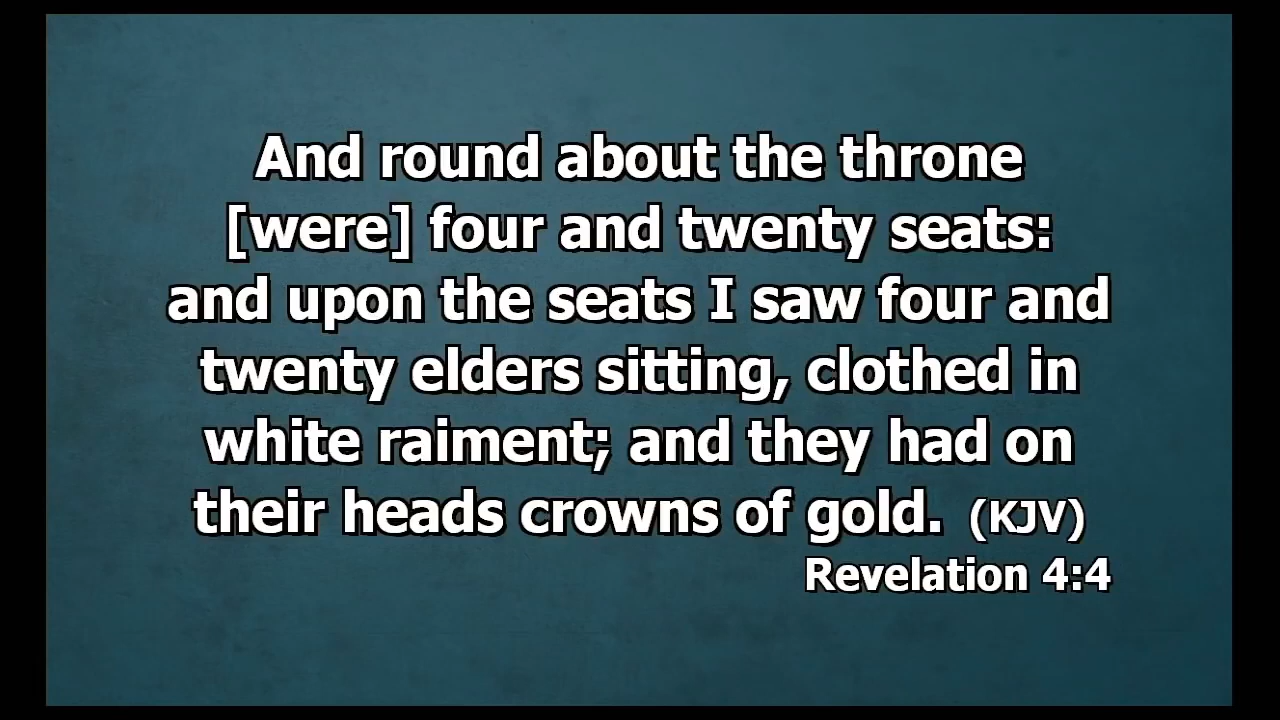 And round about the throne
[were] four and twenty seats:
and upon the seats I saw four and
twenty elders sitting, clothed in
white raiment; and they had on
their heads crowns of gold. (KJV)
Revelation 4:4